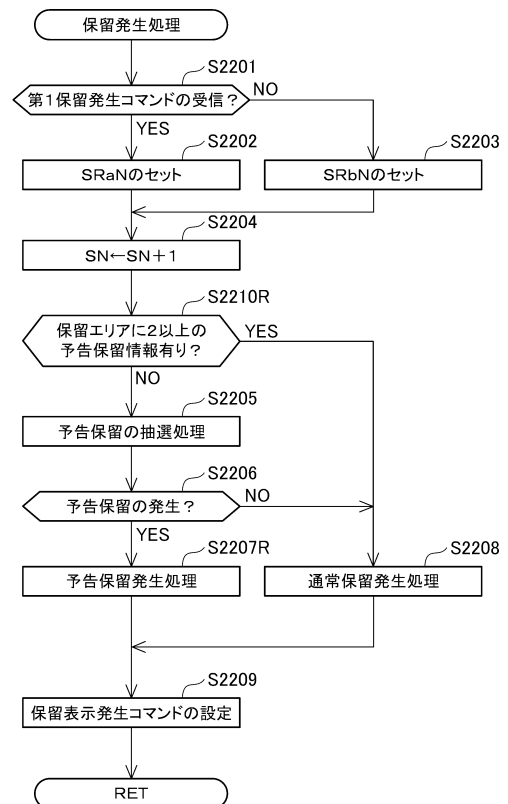 保留発生処理
S2201
第1保留発生コマンドの受信？
NO
YES
S2202
SRaNのセット
S2203
SRbNのセット
S2204
SN←SN＋1
S2210R
保留エリアに2以上の
予告保留情報有り？
YES
NO
S2205
予告保留の抽選処理
S2206
予告保留の発生？
NO
YES
S2207R
予告保留発生処理
S2208
通常保留発生処理
S2209
保留表示発生コマンドの設定
RET